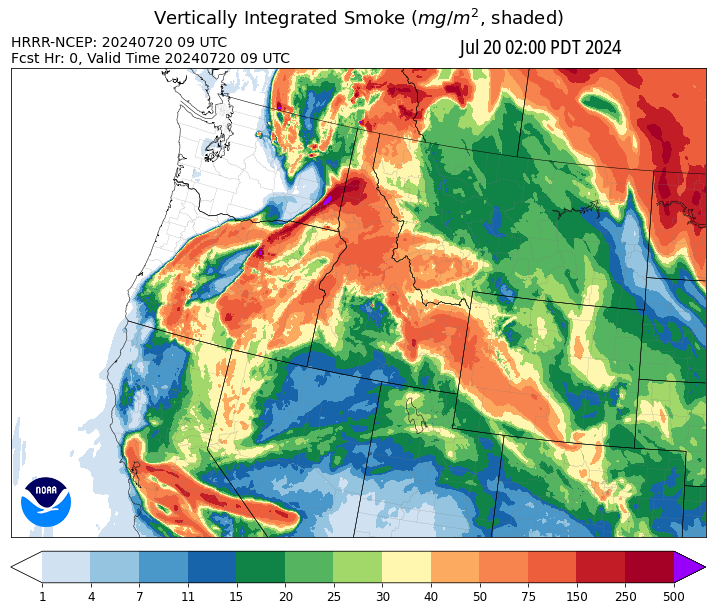 Vertically Integrated Smoke (mg/m², shaded)
HRRR-NCEP: 20240720 09 UTC
Jul 20 02:00 PDT 2024
Fcst Hr: 0, Valid Time 20240720 09 UTC
NOAA
1 4 7 11 15 20 25 30 40 50 75 150 250 500